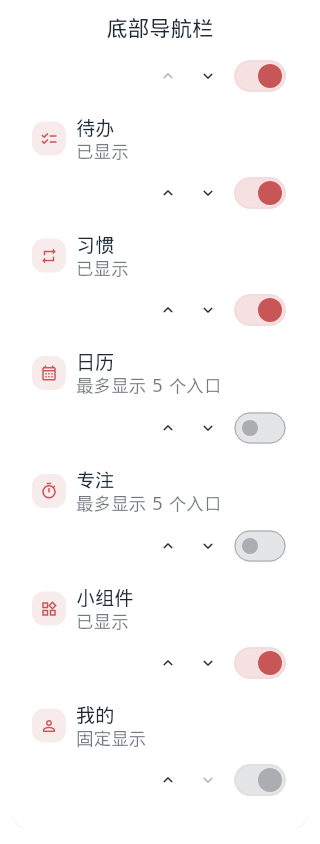 底部导航栏
待办
已显示
习惯
已显示
日历
最多显示 5 个入口
专注
最多显示 5 个入口
小组件
已显示
我的
固定显示